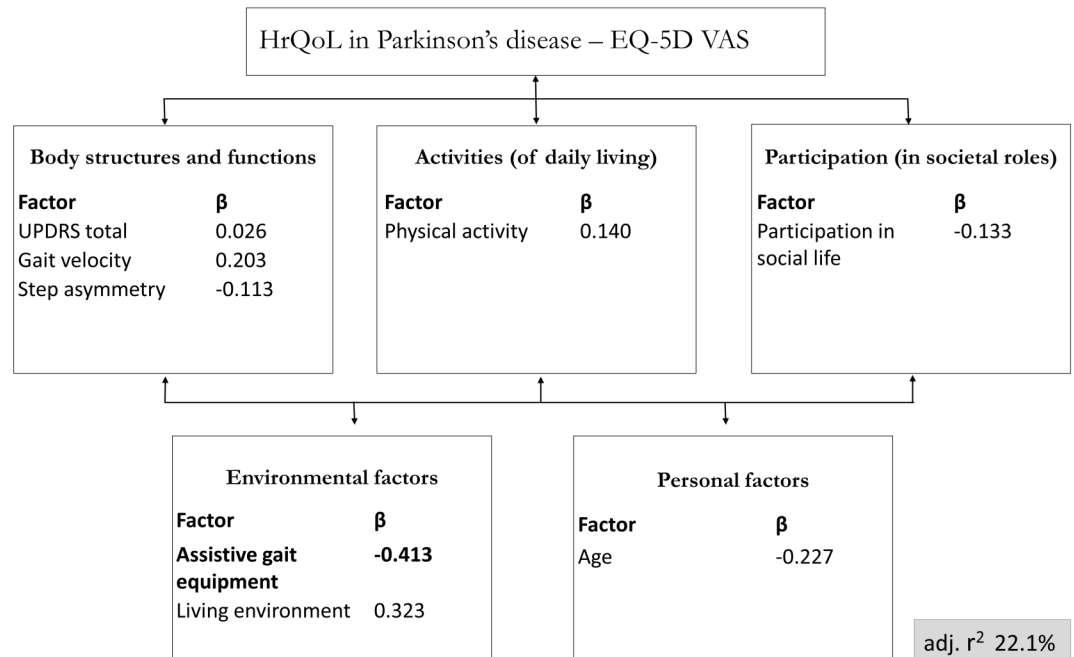 HrQoL in Parkinson's disease – EQ-5D VAS
Body structures and functions
Factor β
UPDRS total 0.026
Gait velocity 0.203
Step asymmetry -0.113
Activities (of daily living)
Factor β
Physical activity 0.140
Participation (in societal roles)
Factor β
Participation in -0.133
social life
Environmental factors
Factor β
Assistive gait -0.413
equipment
Living environment 0.323
Personal factors
Factor β
Age -0.227
adj. r² 22.1%